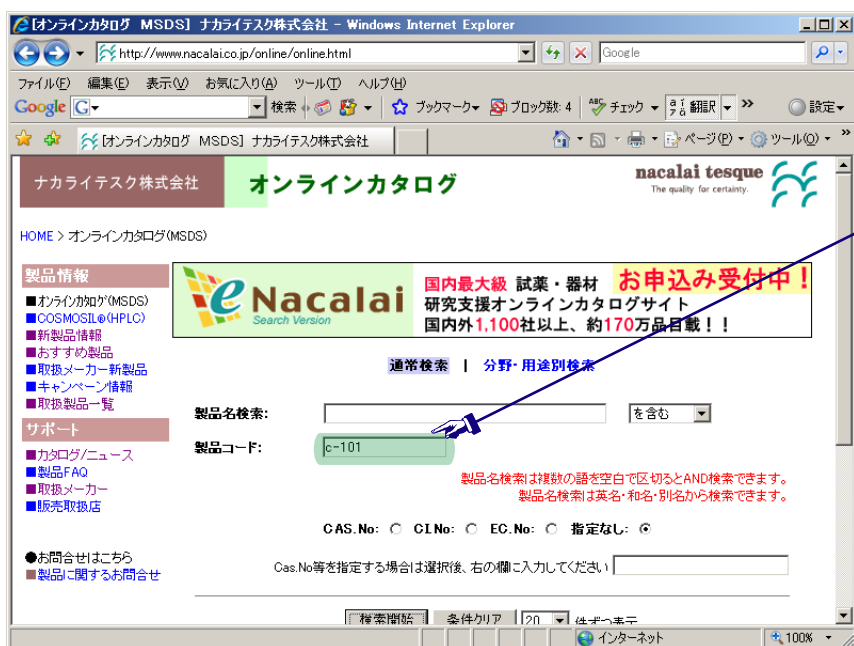 [オンラインカタログ MSDS] ナカライテスク株式会社 - Windows Internet Explorer
http://www.nacalai.co.jp/online/online.html
Google
ファイル(F) 編集(E) 表示(V) お気に入り(A) ツール(T) ヘルプ(H)
Google G 検索 ブックマーク ブロック数: 4 ABC チェック 翻訳 » 設定
[オンラインカタログ MSDS] ナカライテスク株式会社 ページ(P) ツール(O) »
ナカライテスク株式会社 オンラインカタログ nacalai tesque
The quality for certainty.
HOME > オンラインカタログ(MSDS)
製品情報
■オンラインカタログ(MSDS)
■COSMOSIL®(HPLC)
■新製品情報
■おすすめ製品
■取扱メーカー新製品
■キャンペーン情報
■取扱製品一覧
サポート
■カタログ/ニュース
■製品FAQ
■取扱メーカー
■販売取扱店
●お問合せはこちら
■製品に関するお問合せ
e Nacalai
Search Version
国内最大級 試薬・器材 お申込み受付中!
研究支援オンラインカタログサイト
国内外1,100社以上、約170万品目載!!
通常検索 | 分野・用途別検索
製品名検索: を含む
製品コード: c-101
製品名検索は複数の語を空白で区切るとAND検索できます。
製品名検索は英名・和名・別名から検索できます。
CAS.No: CI.No: EC.No: 指定なし:
Cas.No等を指定する場合は選択後、右の欄に入力してください
検索開始 条件クリア 20 件ずつ表示
インターネット 100%